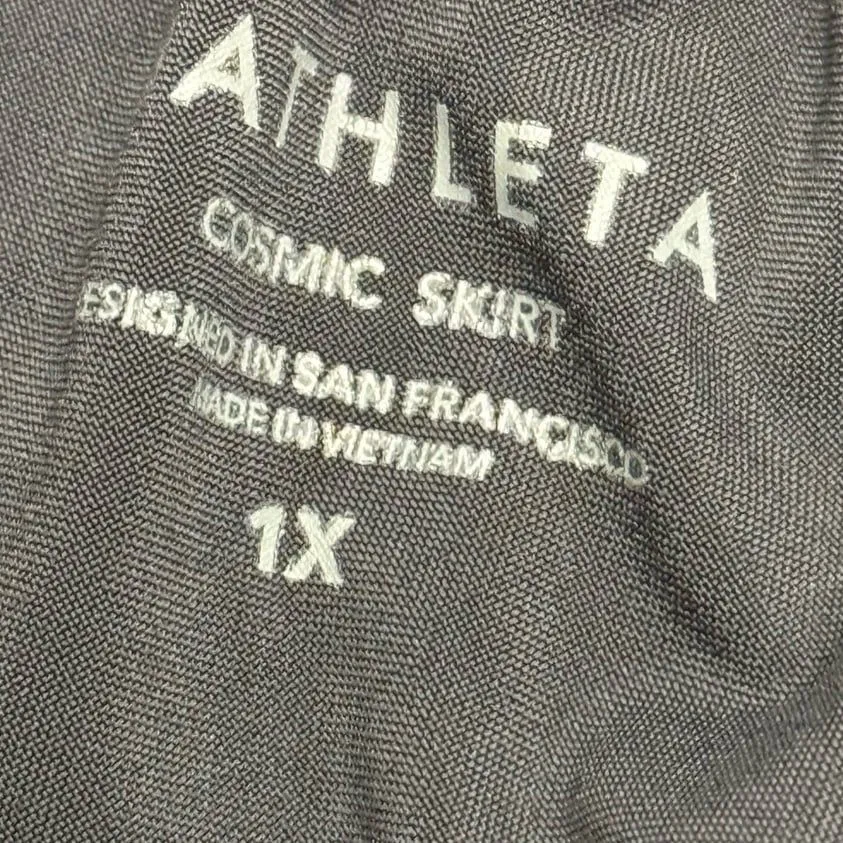 ATHLETA
COSMIC SKIRT
DESIGNED IN SAN FRANCISCO
MADE IN VIETNAM
1X